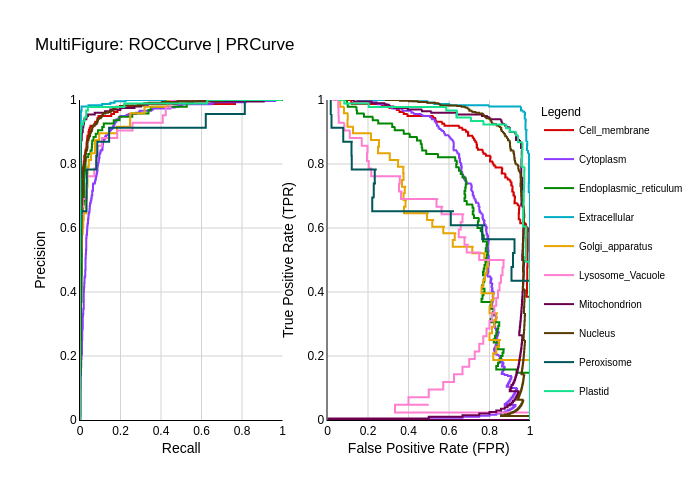 MultiFigure: ROCCurve | PRCurve
Precision
1
0.8
0.6
0.4
0.2
0
0 0.2 0.4 0.6 0.8 1
Recall
True Positive Rate (TPR)
1
0.8
0.6
0.4
0.2
0
0 0.2 0.4 0.6 0.8 1
False Positive Rate (FPR)
Legend
Cell_membrane
Cytoplasm
Endoplasmic_reticulum
Extracellular
Golgi_apparatus
Lysosome_Vacuole
Mitochondrion
Nucleus
Peroxisome
Plastid